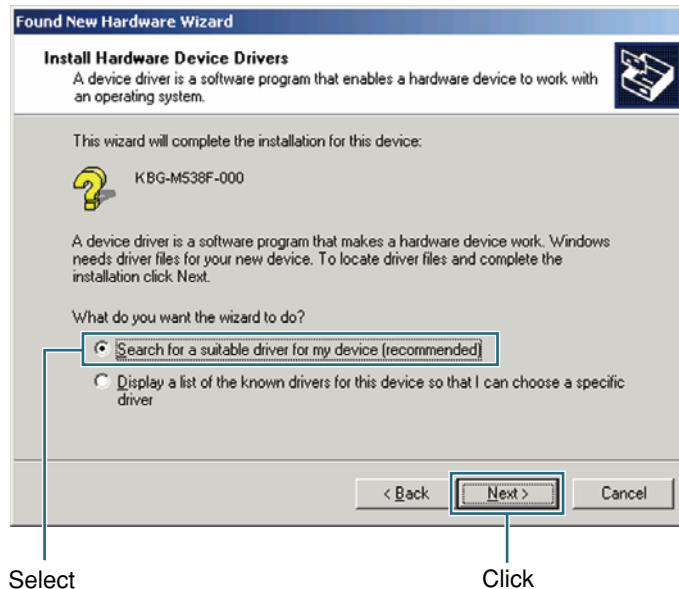 Found New Hardware Wizard
Install Hardware Device Drivers
A device driver is a software program that enables a hardware device to work with
an operating system.
This wizard will complete the installation for this device:
KBG-M538F-000
A device driver is a software program that makes a hardware device work. Windows
needs driver files for your new device. To locate driver files and complete the
installation click Next.
What do you want the wizard to do?
Search for a suitable driver for my device (recommended)
Display a list of the known drivers for this device so that I can choose a specific
driver
< Back Next > Cancel
Select Click